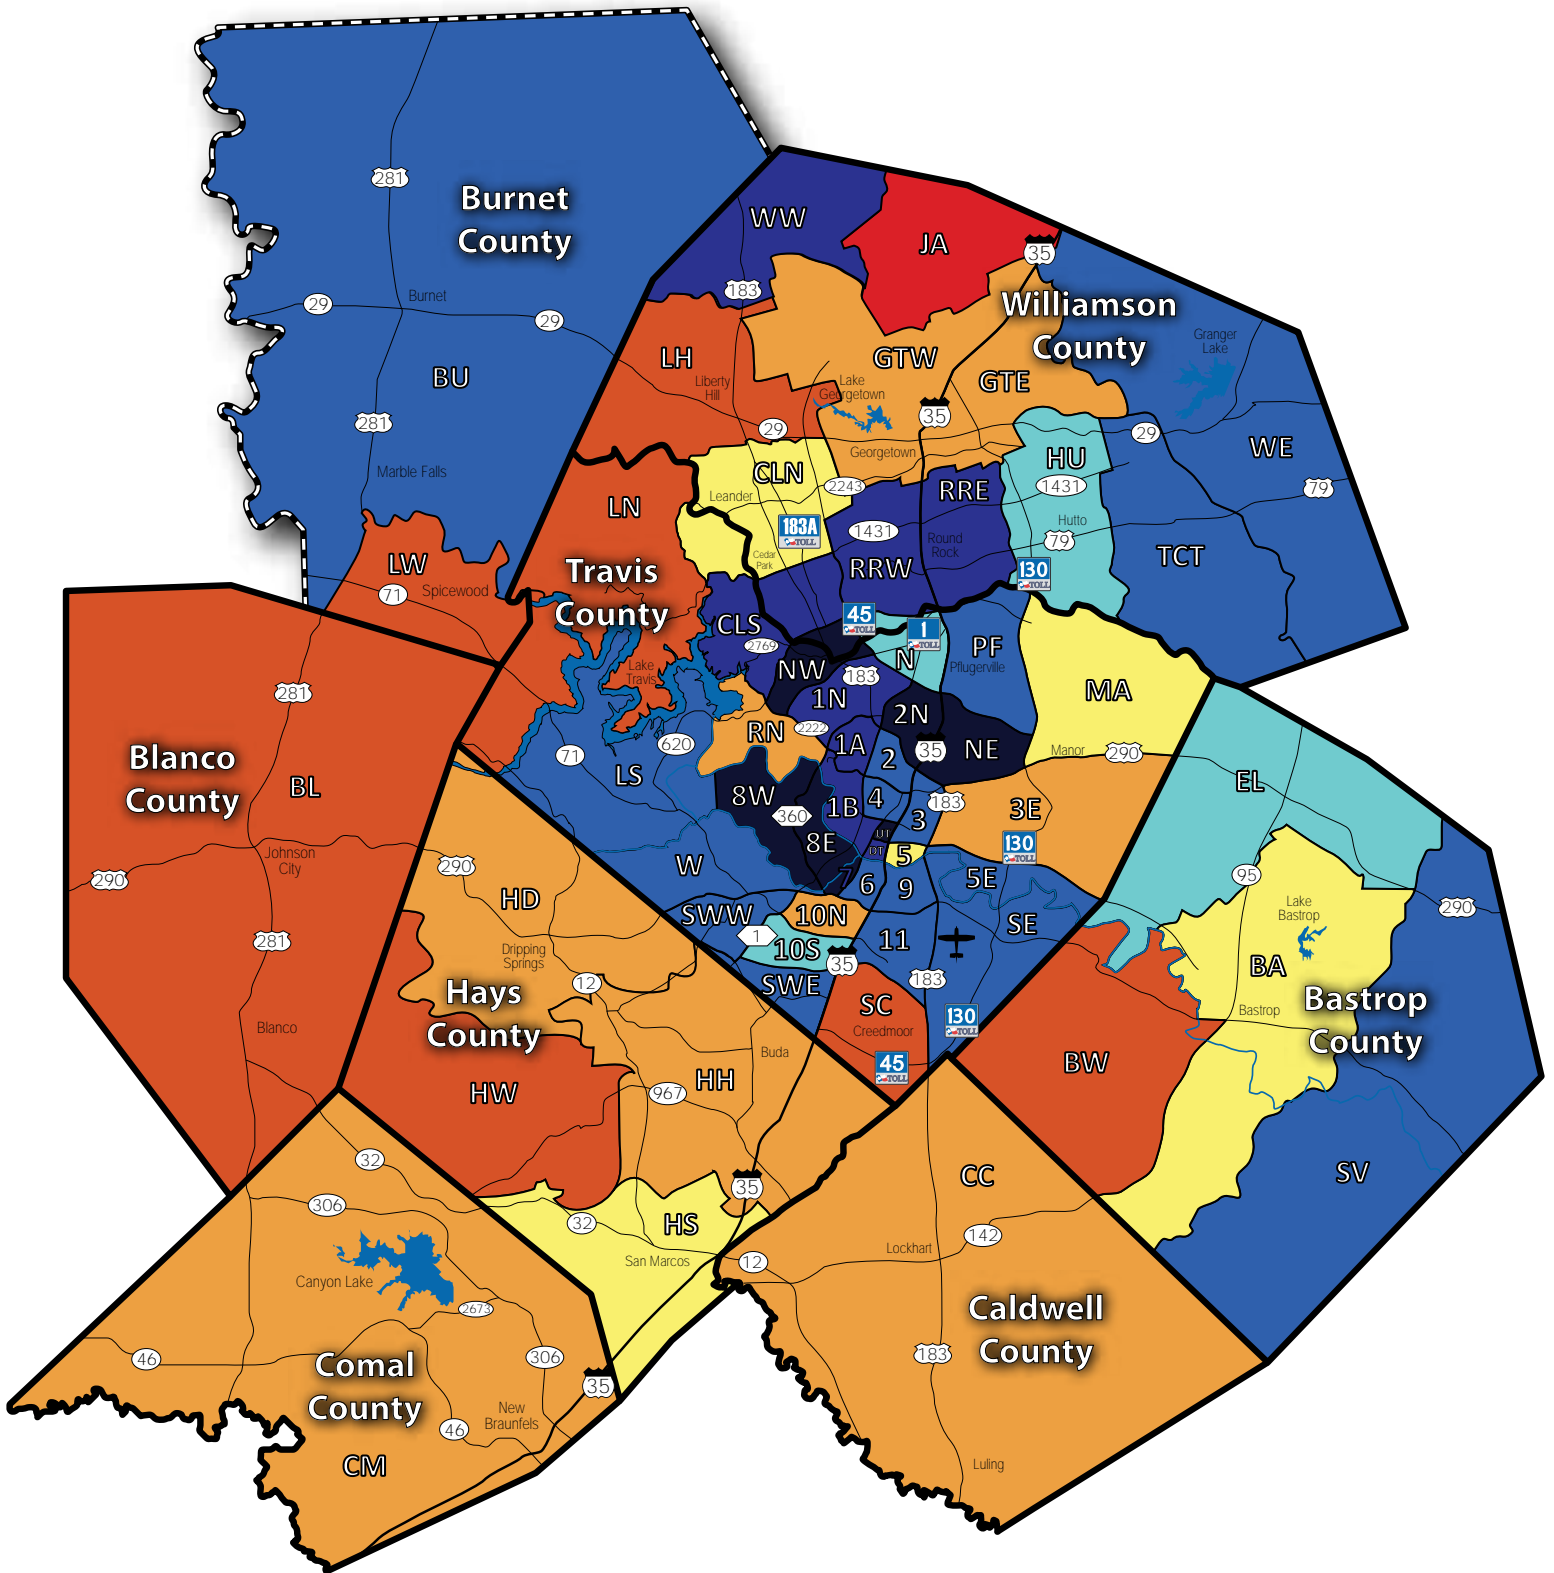 281
Burnet
County
WW
JA
35
183
Williamson
County
29
Burnet
29
Granger
Lake
BU
LH
GTW
GTE
Liberty
Hill
Lake
Georgetown
35
281
29
29
Georgetown
WE
Marble Falls
CLN
HU
79
Leander
2243
RRE
1431
LN
183A
TOLL
1431
Round
Rock
Hutto
79
Cedar
Park
TCT
LW
Spicewood
71
Travis
County
RRW
130
TOLL
CLS
45
TOLL
1
TOLL
2769
N
PF
Pflugerville
Lake
Travis
NW
183
281
1N
MA
2N
RN
2222
1A
35
NE
Manor
290
620
71
2
Blanco
County
BL
LS
8W
4
183
3E
EL
360
1B
3
130
TOLL
8E
UT
DT
5
Johnson
City
290
290
W
7
6
9
5E
95
HD
SWW
10N
SE
Lake
Bastrop
290
281
Dripping
Springs
1
10S
11
35
BA
12
SWE
183
Hays
County
SC
Creedmoor
130
TOLL
Bastrop
Bastrop
County
Blanco
Buda
45
TOLL
BW
HW
967
HH
32
CC
SV
306
35
32
HS
142
San Marcos
12
Lockhart
Canyon Lake
2673
Caldwell
County
46
Comal
County
306
183
35
New
Braunfels
46
CM
Luling